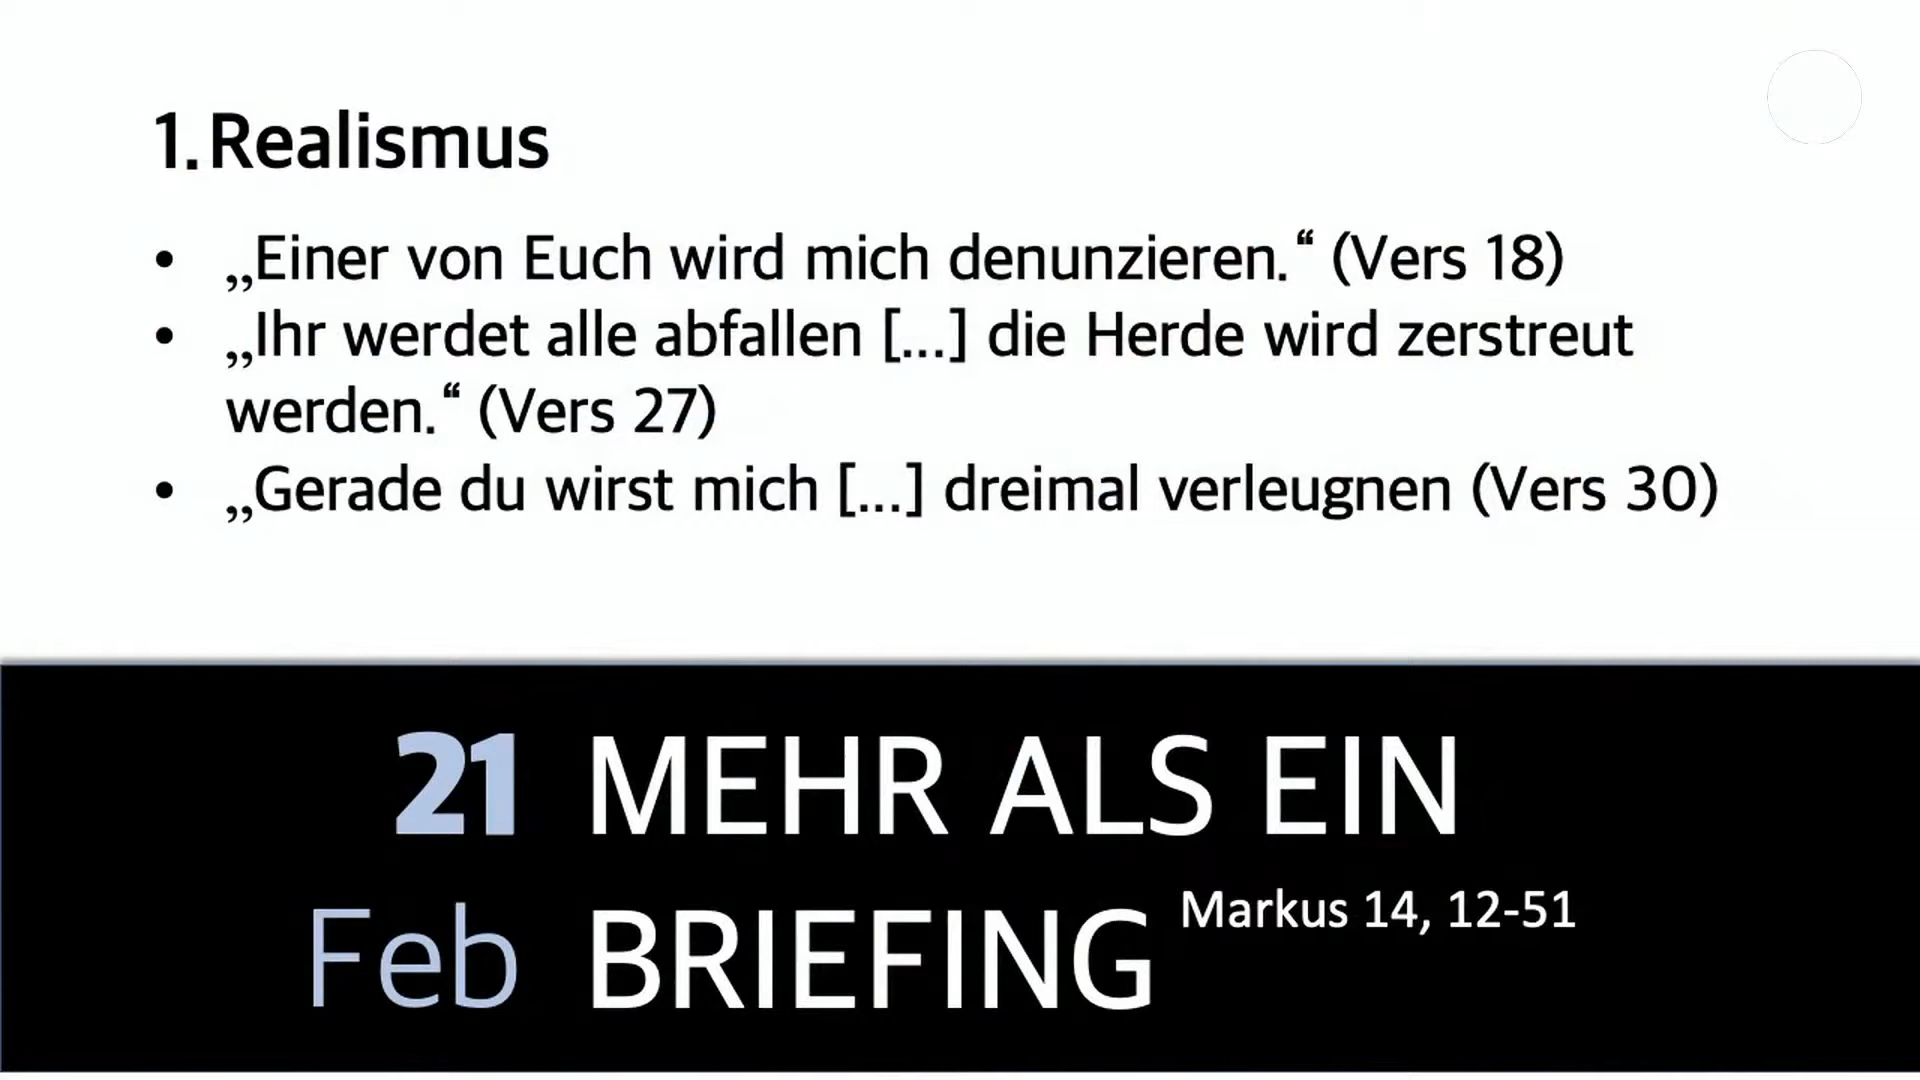 1. Realismus
• „Einer von Euch wird mich denunzieren.“ (Vers 18)
• „Ihr werdet alle abfallen [...] die Herde wird zerstreut
werden.“ (Vers 27)
• „Gerade du wirst mich [...] dreimal verleugnen (Vers 30)
21 MEHR ALS EIN
Feb BRIEFING Markus 14, 12-51